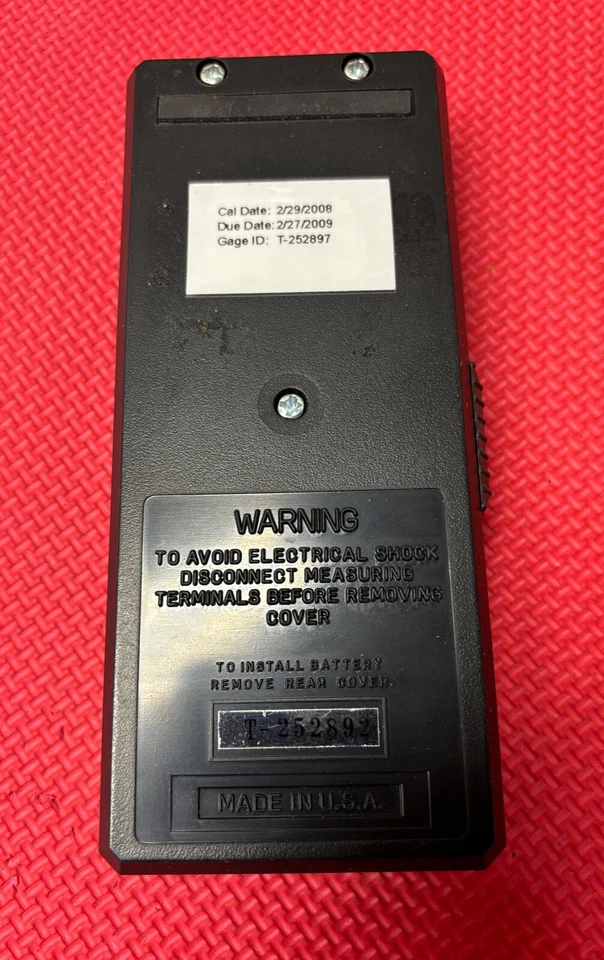 Cal Date: 2/29/2008
Due Date: 2/27/2009
Gage ID: T-252897
WARNING
TO AVOID ELECTRICAL SHOCK
DISCONNECT MEASURING
TERMINALS BEFORE REMOVING
COVER
TO INSTALL BATTERY
REMOVE REAR COVER.
T-252892
MADE IN U.S.A.